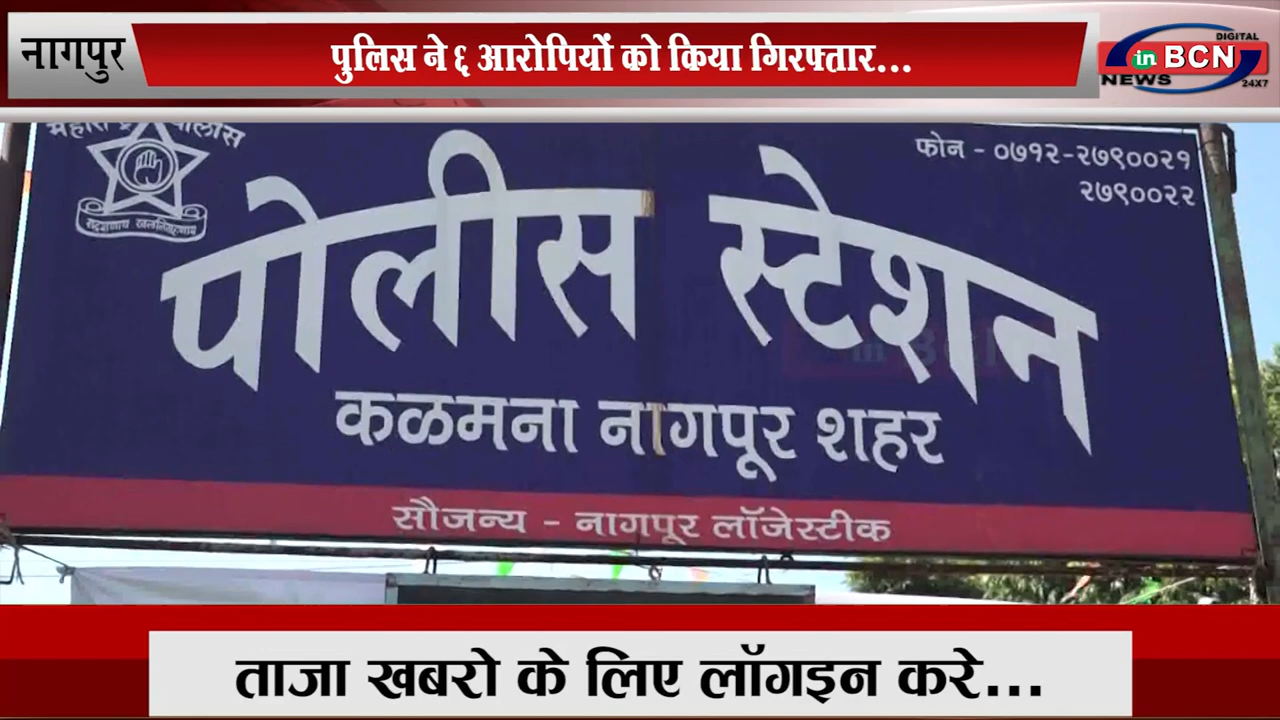 नागपुर
पुलिस ने ६ आरोपियों को किया गिरफ्तार...
DIGITAL
in BCN
NEWS 24X7
पोलीस
फोन - ०७१२-२७९००२१
२७९००२२
पोलीस स्टेशन
कळमना नागपूर शहर
सौजन्य - नागपूर लॉजेस्टीक
ताजा खबरो के लिए लॉगइन करे...